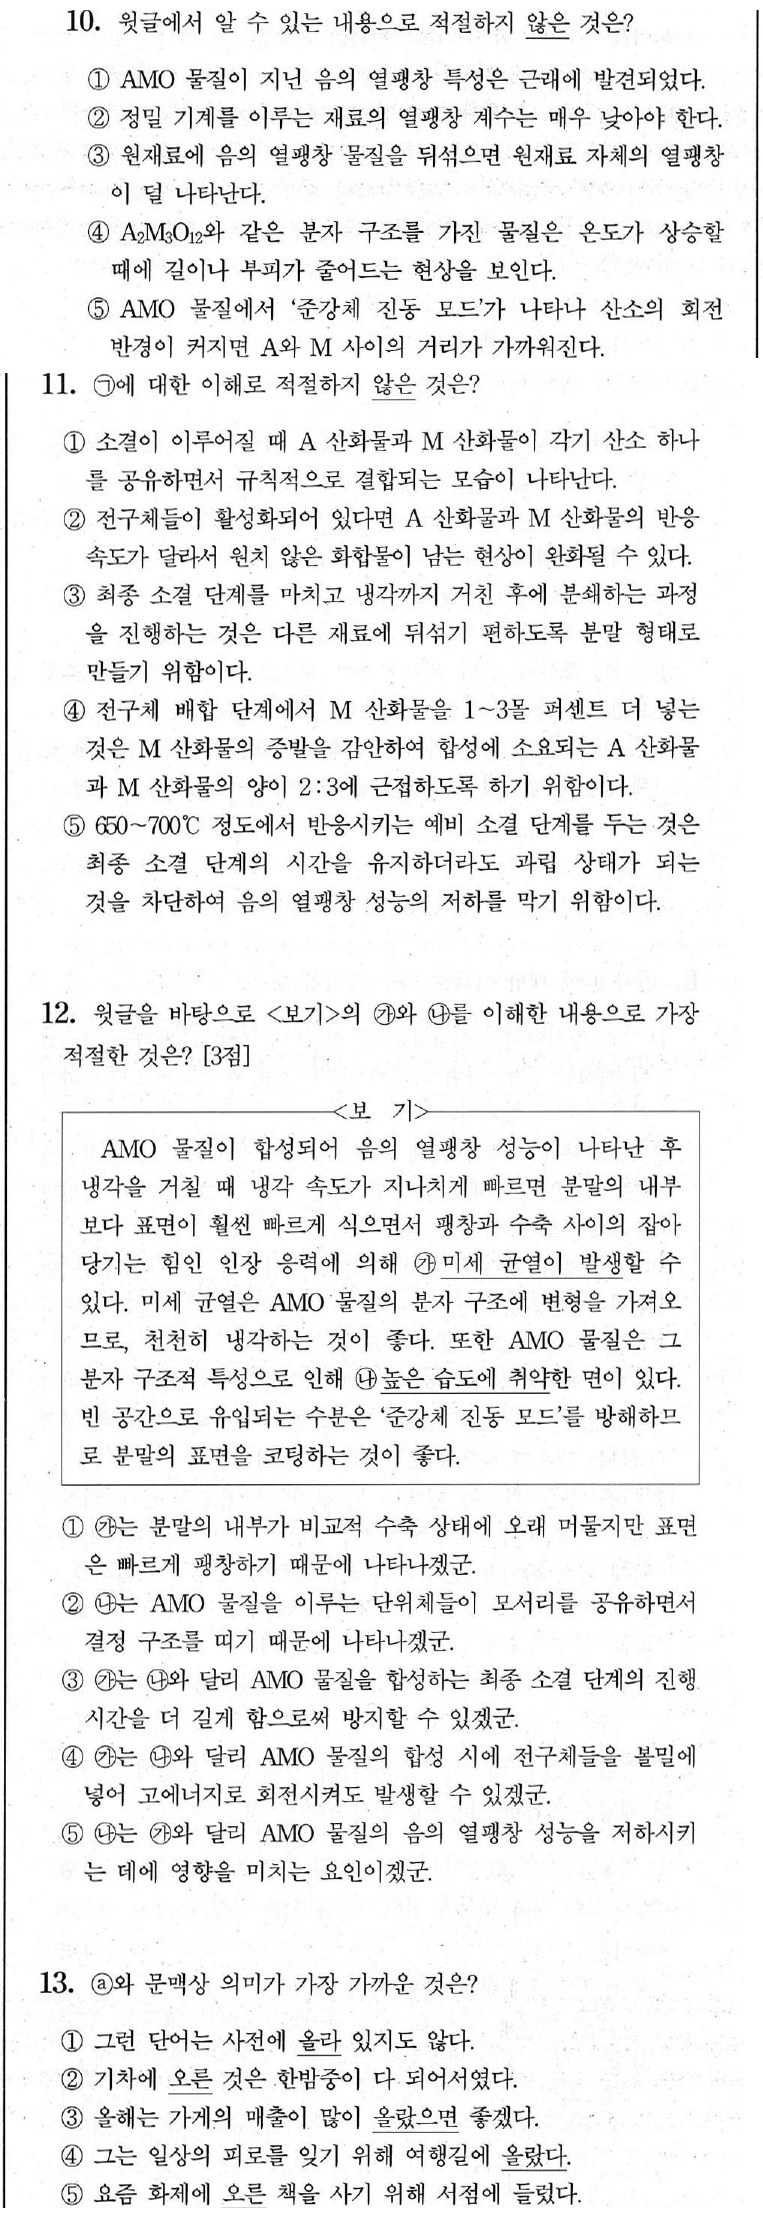 10. 윗글에서 알 수 있는 내용으로 적절하지 않은 것은?
① AMO 물질이 지닌 음의 열팽창 특성은 근래에 발견되었다.
② 정밀 기계를 이루는 재료의 열팽창 계수는 매우 낮아야 한다.
③ 원재료에 음의 열팽창 물질을 뒤섞으면 원재료 자체의 열팽창
이 덜 나타난다.
④ A₂M₃O₁₂와 같은 분자 구조를 가진 물질은 온도가 상승할
때에 길이나 부피가 줄어드는 현상을 보인다.
⑤ AMO 물질에서 ‘준강체 진동 모드’가 나타나 산소의 회전
반경이 커지면 A와 M 사이의 거리가 가까워진다.
11. ㉠에 대한 이해로 적절하지 않은 것은?
① 소결이 이루어질 때 A 산화물과 M 산화물이 각기 산소 하나
를 공유하면서 규칙적으로 결합되는 모습이 나타난다.
② 전구체들이 활성화되어 있다면 A 산화물과 M 산화물의 반응
속도가 달라서 원치 않은 화합물이 남는 현상이 완화될 수 있다.
③ 최종 소결 단계를 마치고 냉각까지 거친 후에 분쇄하는 과정
을 진행하는 것은 다른 재료에 뒤섞기 편하도록 분말 형태로
만들기 위함이다.
④ 전구체 배합 단계에서 M 산화물을 1~3몰 퍼센트 더 넣는
것은 M 산화물의 증발을 감안하여 합성에 소요되는 A 산화물
과 M 산화물의 양이 2:3에 근접하도록 하기 위함이다.
⑤ 650~700℃ 정도에서 반응시키는 예비 소결 단계를 두는 것은
최종 소결 단계의 시간을 유지하더라도 과립 상태가 되는
것을 차단하여 음의 열팽창 성능의 저하를 막기 위함이다.
12. 윗글을 바탕으로 <보기>의 ㉮와 ㉯를 이해한 내용으로 가장
적절한 것은? [3점]
<보 기>
AMO 물질이 합성되어 음의 열팽창 성능이 나타난 후
냉각을 거칠 때 냉각 속도가 지나치게 빠르면 분말의 내부
보다 표면이 훨씬 빠르게 식으면서 팽창과 수축 사이의 잡아
당기는 힘인 인장 응력에 의해 ㉮미세 균열이 발생할 수
있다. 미세 균열은 AMO 물질의 분자 구조에 변형을 가져오
므로, 천천히 냉각하는 것이 좋다. 또한 AMO 물질은 그
분자 구조적 특성으로 인해 ㉯높은 습도에 취약한 면이 있다.
빈 공간으로 유입되는 수분은 ‘준강체 진동 모드’를 방해하므
로 분말의 표면을 코팅하는 것이 좋다.
① ㉮는 분말의 내부가 비교적 수축 상태에 오래 머물지만 표면
은 빠르게 팽창하기 때문에 나타나겠군.
② ㉯는 AMO 물질을 이루는 단위체들이 모서리를 공유하면서
결정 구조를 띠기 때문에 나타나겠군.
③ ㉮는 ㉯와 달리 AMO 물질을 합성하는 최종 소결 단계의 진행
시간을 더 길게 함으로써 방지할 수 있겠군.
④ ㉮는 ㉯와 달리 AMO 물질의 합성 시에 전구체들을 볼밀에
넣어 고에너지로 회전시켜도 발생할 수 있겠군.
⑤ ㉯는 ㉮와 달리 AMO 물질의 음의 열팽창 성능을 저하시키
는 데에 영향을 미치는 요인이겠군.
13. ⓐ와 문맥상 의미가 가장 가까운 것은?
① 그런 단어는 사전에 올라 있지도 않다.
② 기차에 오른 것은 한밤중이 다 되어서였다.
③ 올해는 가게의 매출이 많이 올랐으면 좋겠다.
④ 그는 일상의 피로를 잊기 위해 여행길에 올랐다.
⑤ 요즘 화제에 오른 책을 사기 위해 서점에 들렀다.